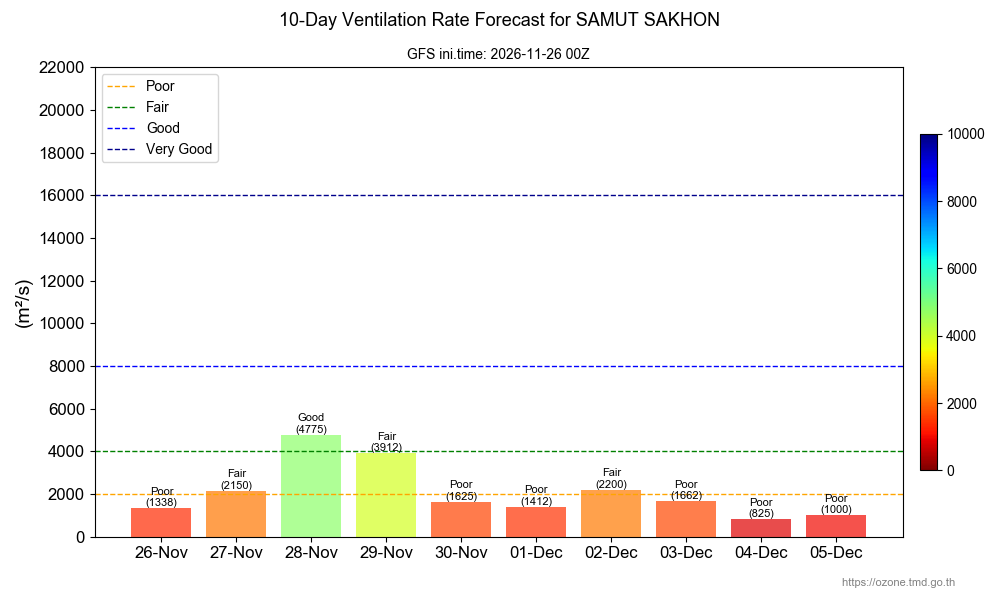 10-Day Ventilation Rate Forecast for SAMUT SAKHON
GFS ini.time: 2026-11-26 00Z
(m²/s)
22000
20000
18000
16000
14000
12000
10000
8000
6000
4000
2000
0
Poor
Fair
Good
Very Good
Poor
(1338)
Fair
(2150)
Good
(4775)
Fair
(3912)
Poor
(1625)
Poor
(1412)
Fair
(2200)
Poor
(1662)
Poor
(825)
Poor
(1000)
26-Nov 27-Nov 28-Nov 29-Nov 30-Nov 01-Dec 02-Dec 03-Dec 04-Dec 05-Dec
10000
8000
6000
4000
2000
0
https://ozone.tmd.go.th